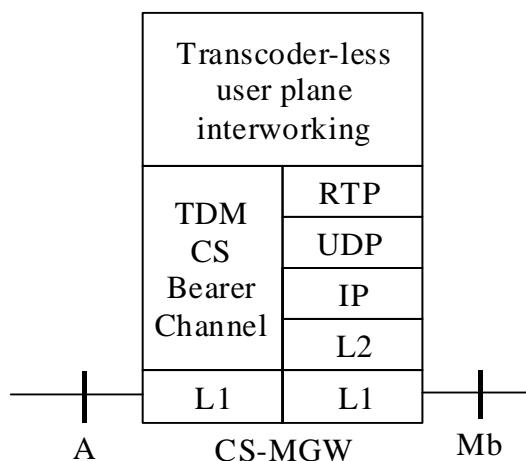 Transcoder-less
user plane
interworking
TDM
CS
Bearer
Channel
RTP
UDP
IP
L2
L1
L1
A
CS-MGW
Mb